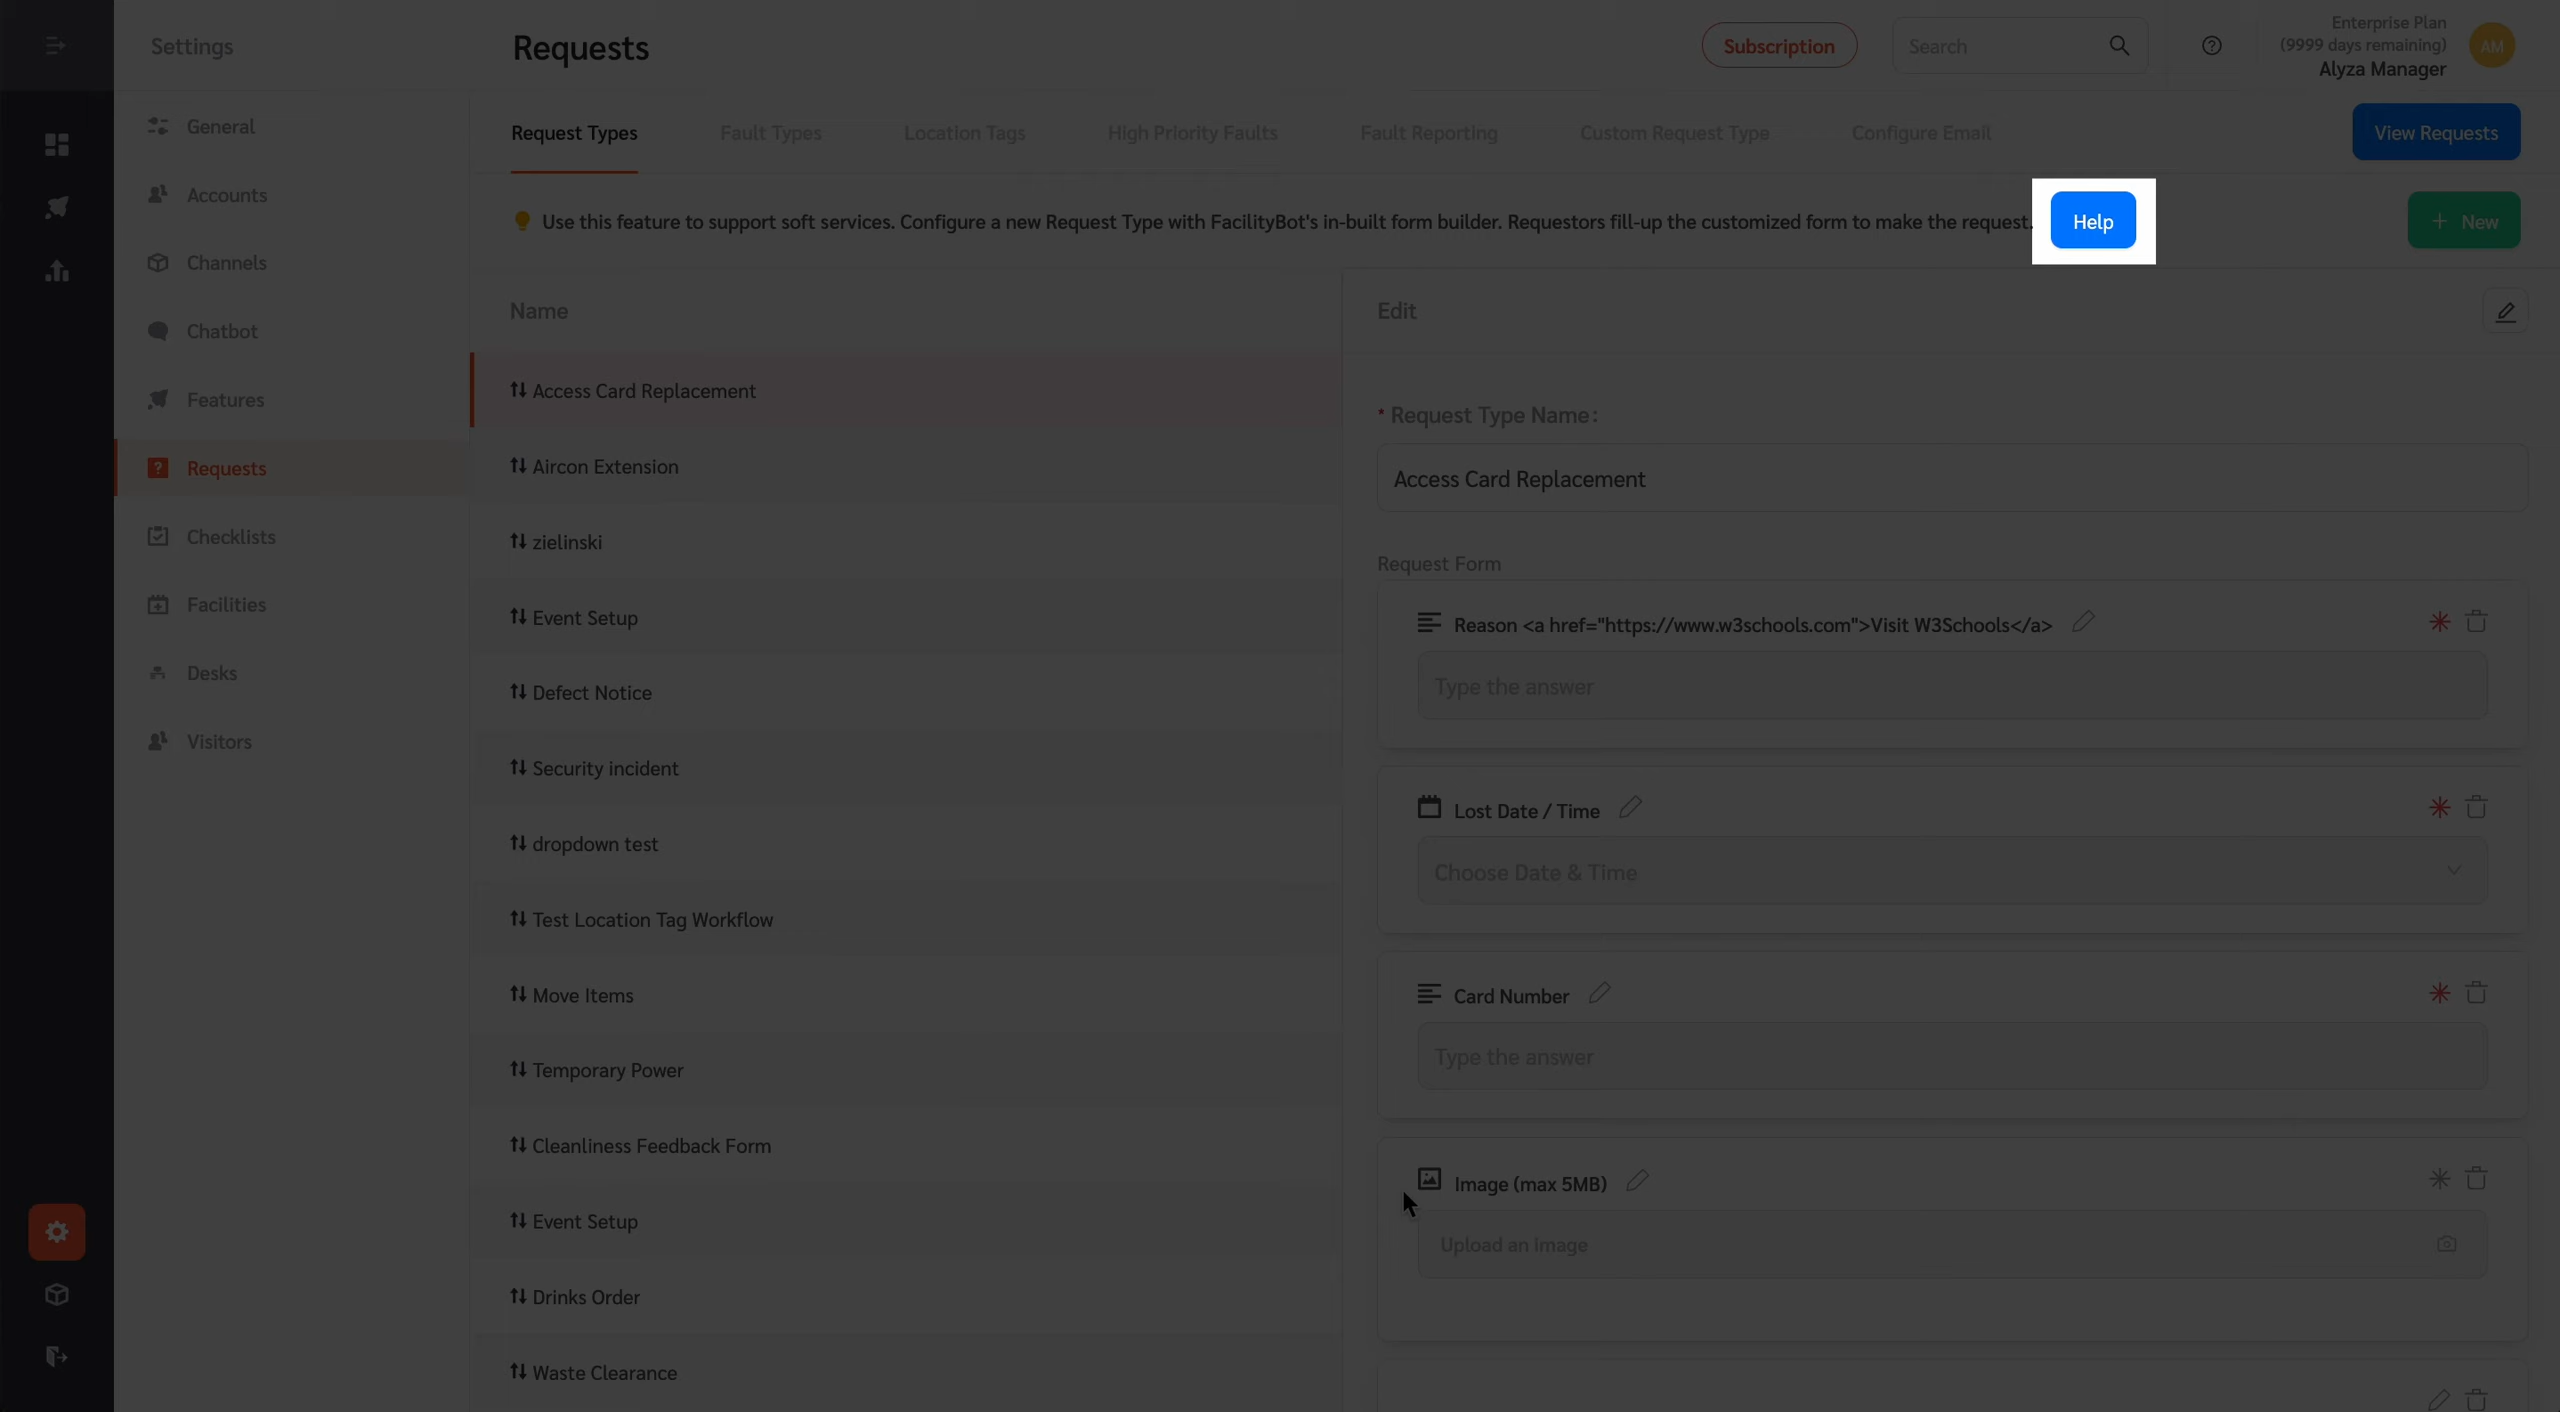 Settings
Requests
Subscription
Search
Enterprise Plan
(9999 days remaining)
Alyza Manager
AM
General
Accounts
Channels
Chatbot
Features
Requests
Checklists
Facilities
Desks
Visitors
Request Types
Fault Types
Location Tags
High Priority Faults
Fault Reporting
Custom Request Type
Configure Email
View Requests
Use this feature to support soft services. Configure a new Request Type with FacilityBot's in-built form builder. Requestors fill-up the customized form to make the request.
Help
+ New
Name
Access Card Replacement
Aircon Extension
zielinski
Event Setup
Defect Notice
Security incident
dropdown test
Test Location Tag Workflow
Move Items
Temporary Power
Cleanliness Feedback Form
Event Setup
Drinks Order
Waste Clearance
Edit
* Request Type Name:
Access Card Replacement
Request Form
Reason <a href="https://www.w3schools.com">Visit W3Schools</a>
Type the answer
Lost Date / Time
Choose Date & Time
Card Number
Type the answer
Image (max 5MB)
Upload an Image